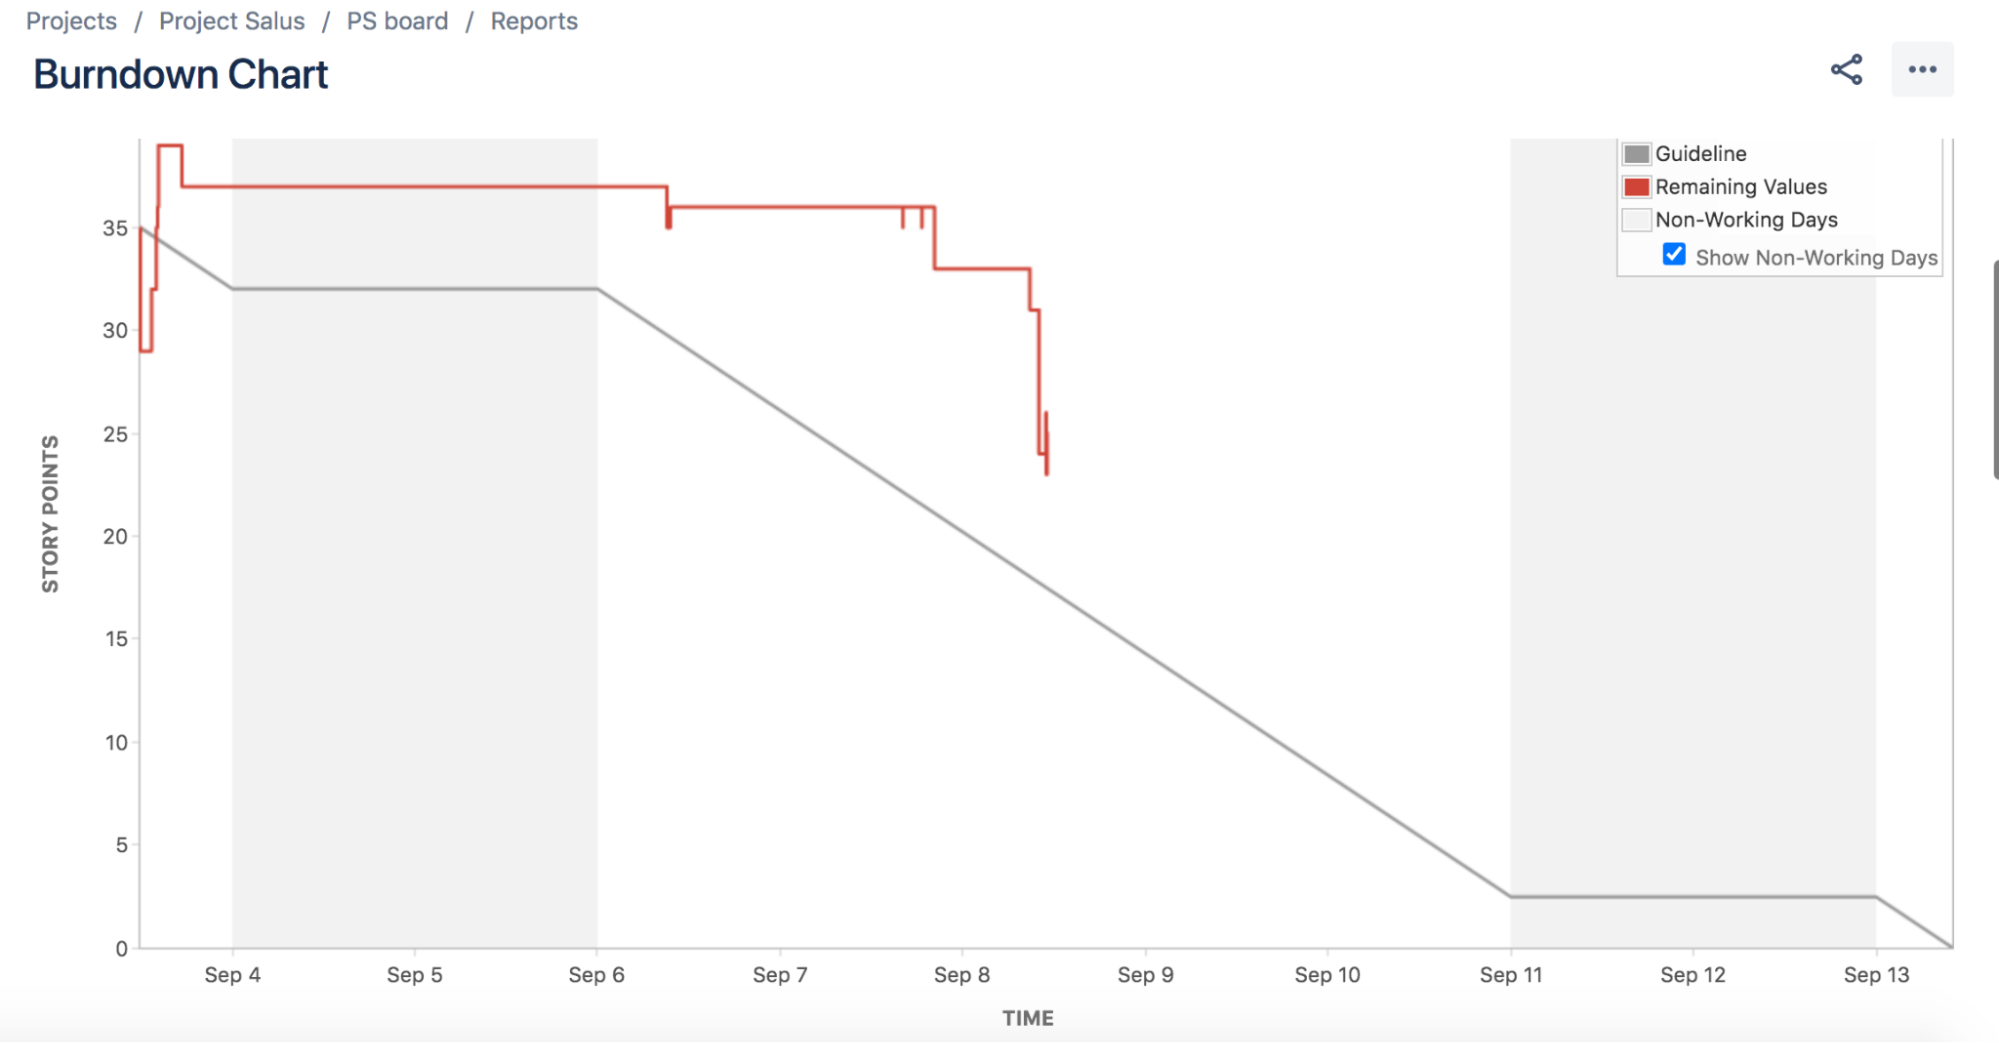 Projects / Project Salus / PS board / Reports
Burndown Chart
Guideline
Remaining Values
Non-Working Days
Show Non-Working Days
STORY POINTS
35
30
25
20
15
10
5
0
Sep 4 Sep 5 Sep 6 Sep 7 Sep 8 Sep 9 Sep 10 Sep 11 Sep 12 Sep 13
TIME